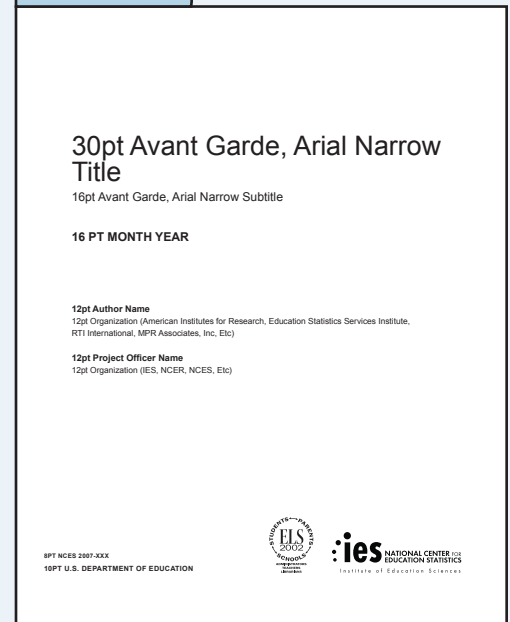 30pt Avant Garde, Arial Narrow
Title
16pt Avant Garde, Arial Narrow Subtitle
16 PT MONTH YEAR
12pt Author Name
12pt Organization (American Institutes for Research, Education Statistics Services Institute,
RTI International, MPR Associates, Inc, Etc)
12pt Project Officer Name
12pt Organization (IES, NCER, NCES, Etc)
STUDENTS PARENTS
ELS
2002
SCHOOLS
ADMINISTRATORS
TEACHERS
LIBRARIANS
ies NATIONAL CENTER FOR
EDUCATION STATISTICS
Institute of Education Sciences
8PT NCES 2007-XXX
10PT U.S. DEPARTMENT OF EDUCATION